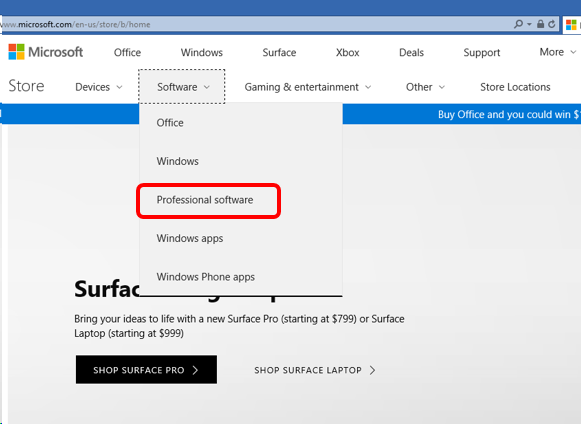 www.microsoft.com/en-us/store/b/home
Microsoft Office Windows Surface Xbox Deals Support More
Store Devices Software Gaming & entertainment Other Store Locations
Buy Office and you could win $
Office
Windows
Professional software
Windows apps
Windows Phone apps
Bring your ideas to life with a new Surface Pro (starting at $799) or Surface
Laptop (starting at $999)
SHOP SURFACE PRO SHOP SURFACE LAPTOP